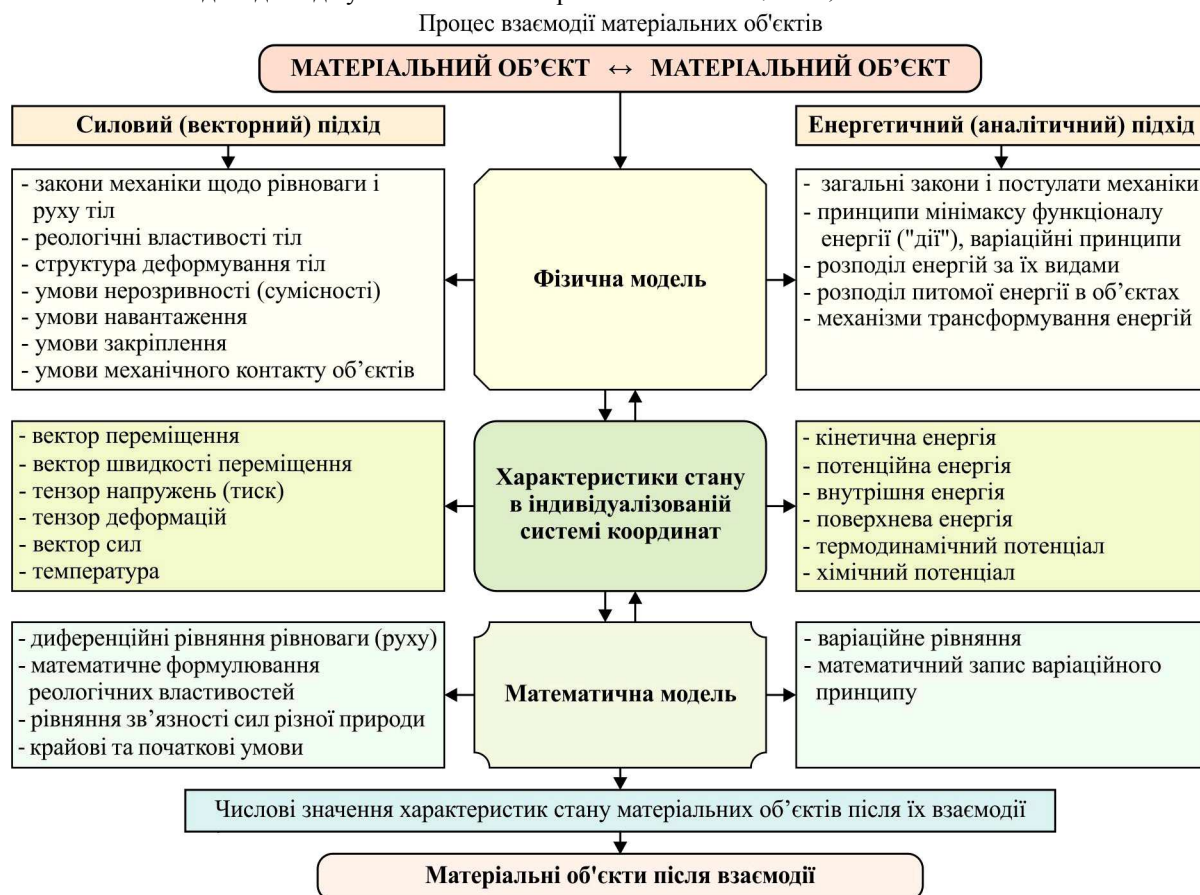 Процес взаємодії матеріальних об'єктів
МАТЕРІАЛЬНИЙ ОБ’ЄКТ ↔ МАТЕРІАЛЬНИЙ ОБ’ЄКТ
Силовий (векторний) підхід
Енергетичний (аналітичний) підхід
- закони механіки щодо рівноваги і
руху тіл
- реологічні властивості тіл
- структура деформування тіл
- умови нерозривності (сумісності)
- умови навантаження
- умови закріплення
- умови механічного контакту об’єктів
Фізична модель
- загальні закони і постулати механіки
- принципи мінімаксу функціоналу
енергії ("дії"), варіаційні принципи
- розподіл енергій за їх видами
- розподіл питомої енергії в об’єктах
- механізми трансформування енергій
- вектор переміщення
- вектор швидкості переміщення
- тензор напружень (тиск)
- тензор деформацій
- вектор сил
- температура
Характеристики стану
в індивідуалізованій
системі координат
- кінетична енергія
- потенційна енергія
- внутрішня енергія
- поверхнева енергія
- термодинамічний потенціал
- хімічний потенціал
- диференційні рівняння рівноваги (руху)
- математичне формулювання
реологічних властивостей
- рівняння зв’язності сил різної природи
- крайові та початкові умови
Математична модель
- варіаційне рівняння
- математичний запис варіаційного
принципу
Числові значення характеристик стану матеріальних об’єктів після їх взаємодії
Матеріальні об'єкти після взаємодії